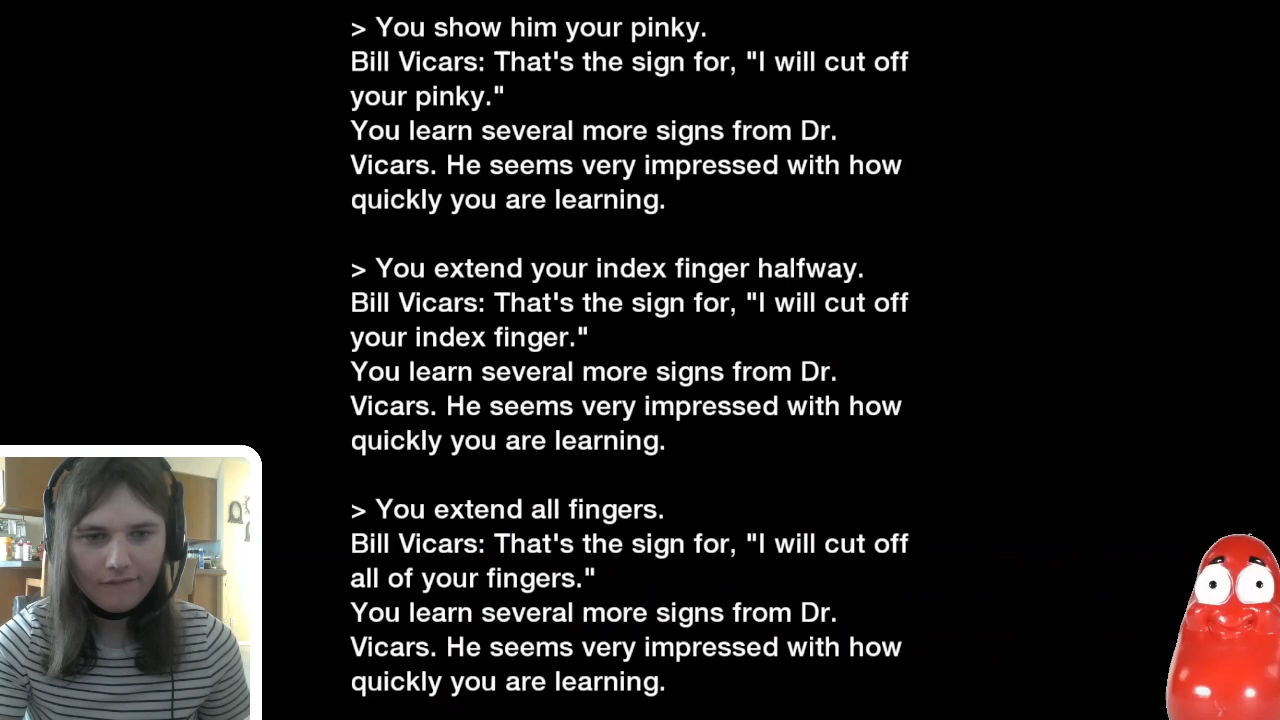 > You show him your pinky.
Bill Vicars: That's the sign for, "I will cut off
your pinky."
You learn several more signs from Dr.
Vicars. He seems very impressed with how
quickly you are learning.
> You extend your index finger halfway.
Bill Vicars: That's the sign for, "I will cut off
your index finger."
You learn several more signs from Dr.
Vicars. He seems very impressed with how
quickly you are learning.
> You extend all fingers.
Bill Vicars: That's the sign for, "I will cut off
all of your fingers."
You learn several more signs from Dr.
Vicars. He seems very impressed with how
quickly you are learning.